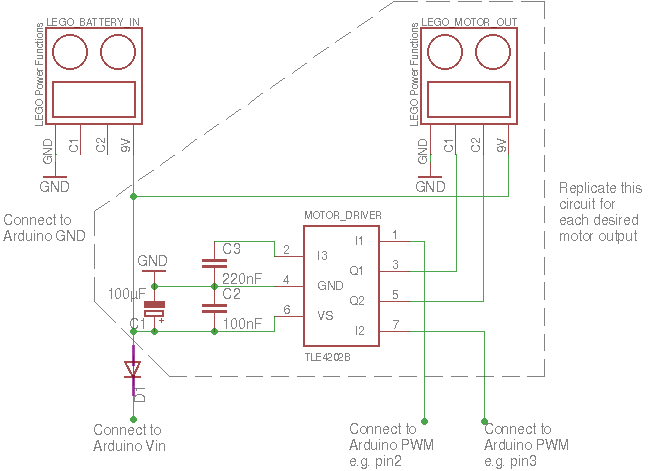 LEGO BATTERY IN
LEGO Power Functions
GND
C1
C2
9V
GND
Connect to
Arduino GND
LEGO MOTOR OUT
LEGO Power Functions
GND
C1
C2
9V
GND
Replicate this
circuit for
each desired
motor output
MOTOR_DRIVER
C3
220nF
C2
100nF
GND
100µF
C1
+
2
I3
4
GND
6
VS
I1
1
Q1
3
Q2
5
I2
7
TLE4202B
D1
Connect to
Arduino Vin
Connect to
Arduino PWM
e.g. pin2
Connect to
Arduino PWM
e.g. pin3